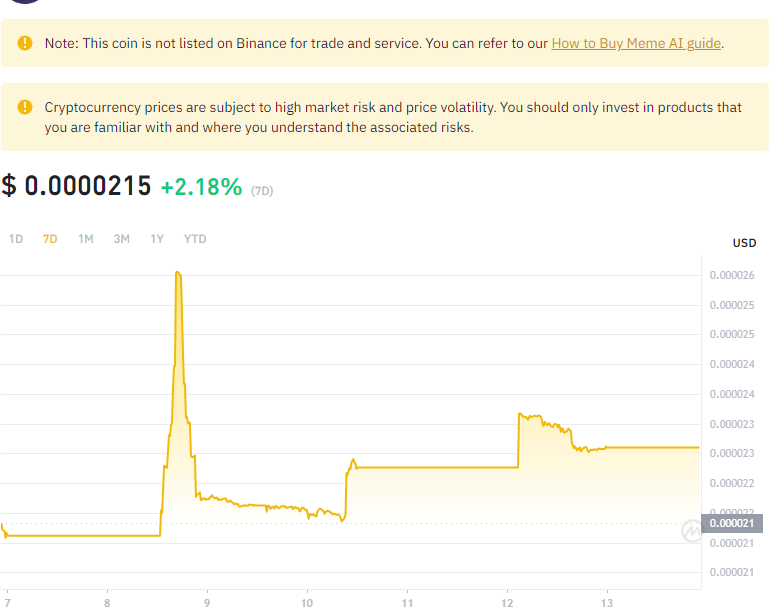 Note: This coin is not listed on Binance for trade and service. You can refer to our How to Buy Meme AI guide.
Cryptocurrency prices are subject to high market risk and price volatility. You should only invest in products that
you are familiar with and where you understand the associated risks.
$ 0.0000215 +2.18% (7D)
1D 7D 1M 3M 1Y YTD
USD
0.000026
0.000025
0.000025
0.000024
0.000024
0.000023
0.000023
0.000022
0.000022
0.000021
0.000021
0.000021
7 8 9 10 11 12 13